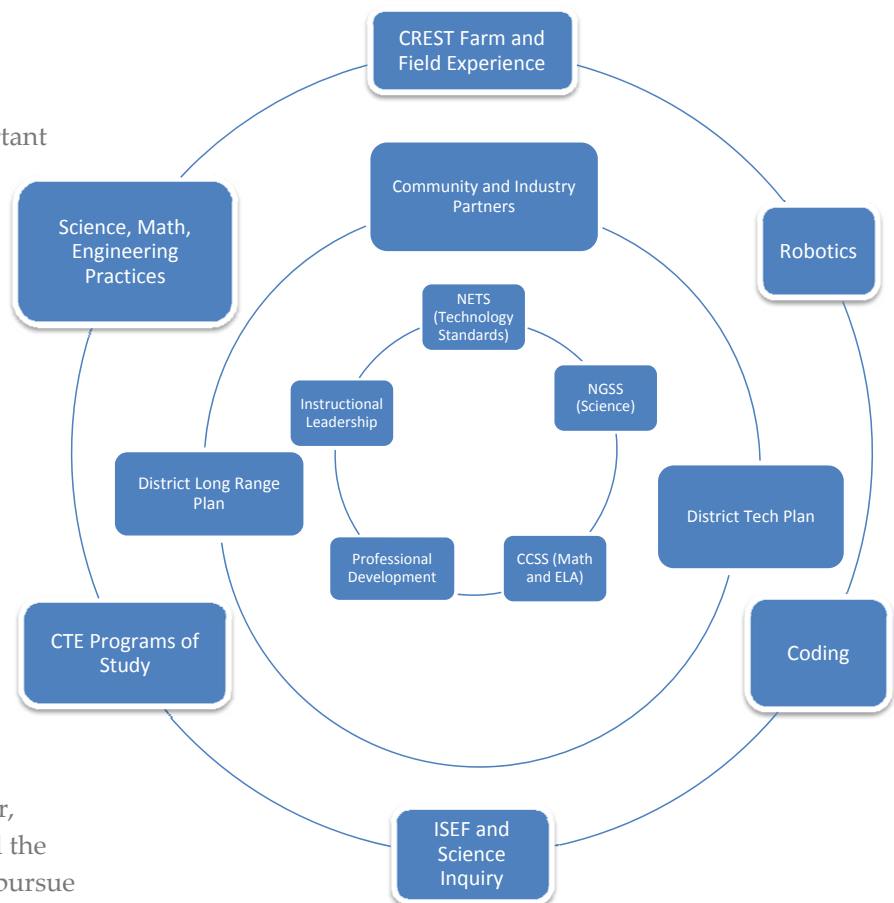 CREST Farm and
Field Experience
Community and Industry
Partners
Science, Math,
Engineering
Practices
Robotics
NETS
(Technology
Standards)
Instructional
Leadership
NGSS
(Science)
District Long Range
Plan
District Tech Plan
Professional
Development
CCSS (Math
and ELA)
CTE Programs of
Study
Coding
ISEF and
Science
Inquiry
the
pursue